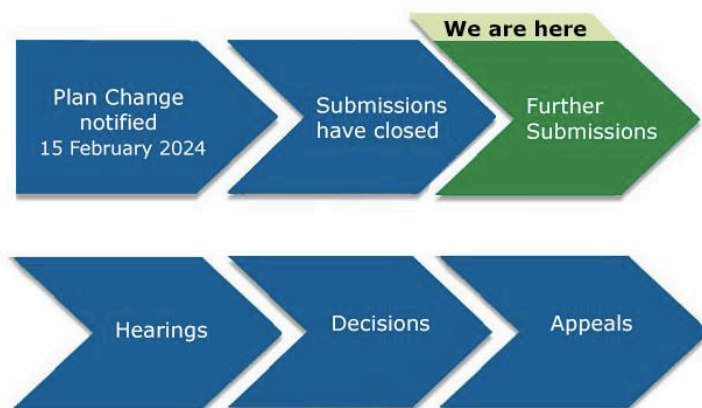 We are here
Plan Change
notified
15 February 2024
Submissions
have closed
Further
Submissions
Hearings
Decisions
Appeals